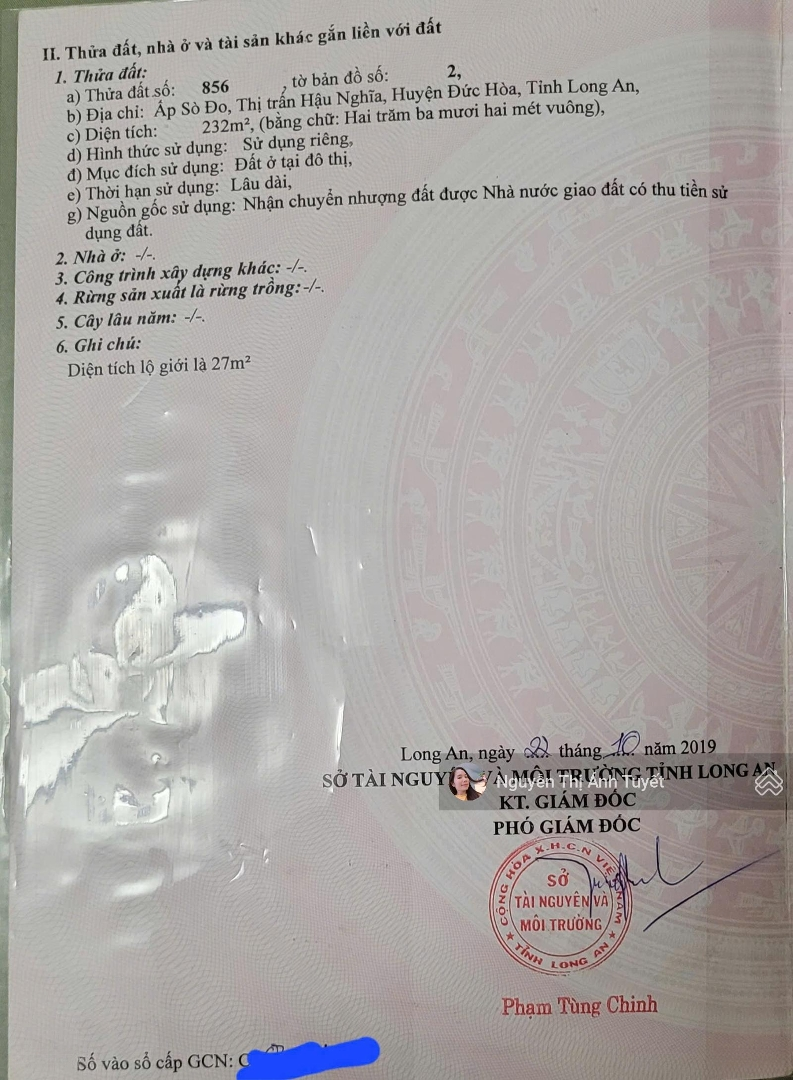 II. Thửa đất, nhà ở và tài sản khác gắn liền với đất
1. Thửa đất:
a) Thửa đất số: 856 , tờ bản đồ số: 2,
b) Địa chỉ: Ấp Sò Đo, Thị trấn Hậu Nghĩa, Huyện Đức Hòa, Tỉnh Long An,
c) Diện tích: 232m², (bằng chữ: Hai trăm ba mươi hai mét vuông),
d) Hình thức sử dụng: Sử dụng riêng,
đ) Mục đích sử dụng: Đất ở tại đô thị,
e) Thời hạn sử dụng: Lâu dài,
g) Nguồn gốc sử dụng: Nhận chuyển nhượng đất được Nhà nước giao đất có thu tiền sử
dụng đất.
2. Nhà ở: -/-.
3. Công trình xây dựng khác: -/-.
4. Rừng sản xuất là rừng trồng:-/-.
5. Cây lâu năm: -/-.
6. Ghi chú:
Diện tích lộ giới là 27m²
Long An, ngày tháng 10 năm 2019
SỞ TÀI NGUYÊN VÀ MÔI TRƯỜNG TỈNH LONG AN
Nguyễn Thị Ánh Tuyết
KT. GIÁM ĐỐC
PHÓ GIÁM ĐỐC
CỘNG HÒA X.H.C.N VIỆT NAM
SỞ
TÀI NGUYÊN VÀ
MÔI TRƯỜNG
TỈNH LONG AN
Phạm Tùng Chinh
Số vào sổ cấp GCN: C